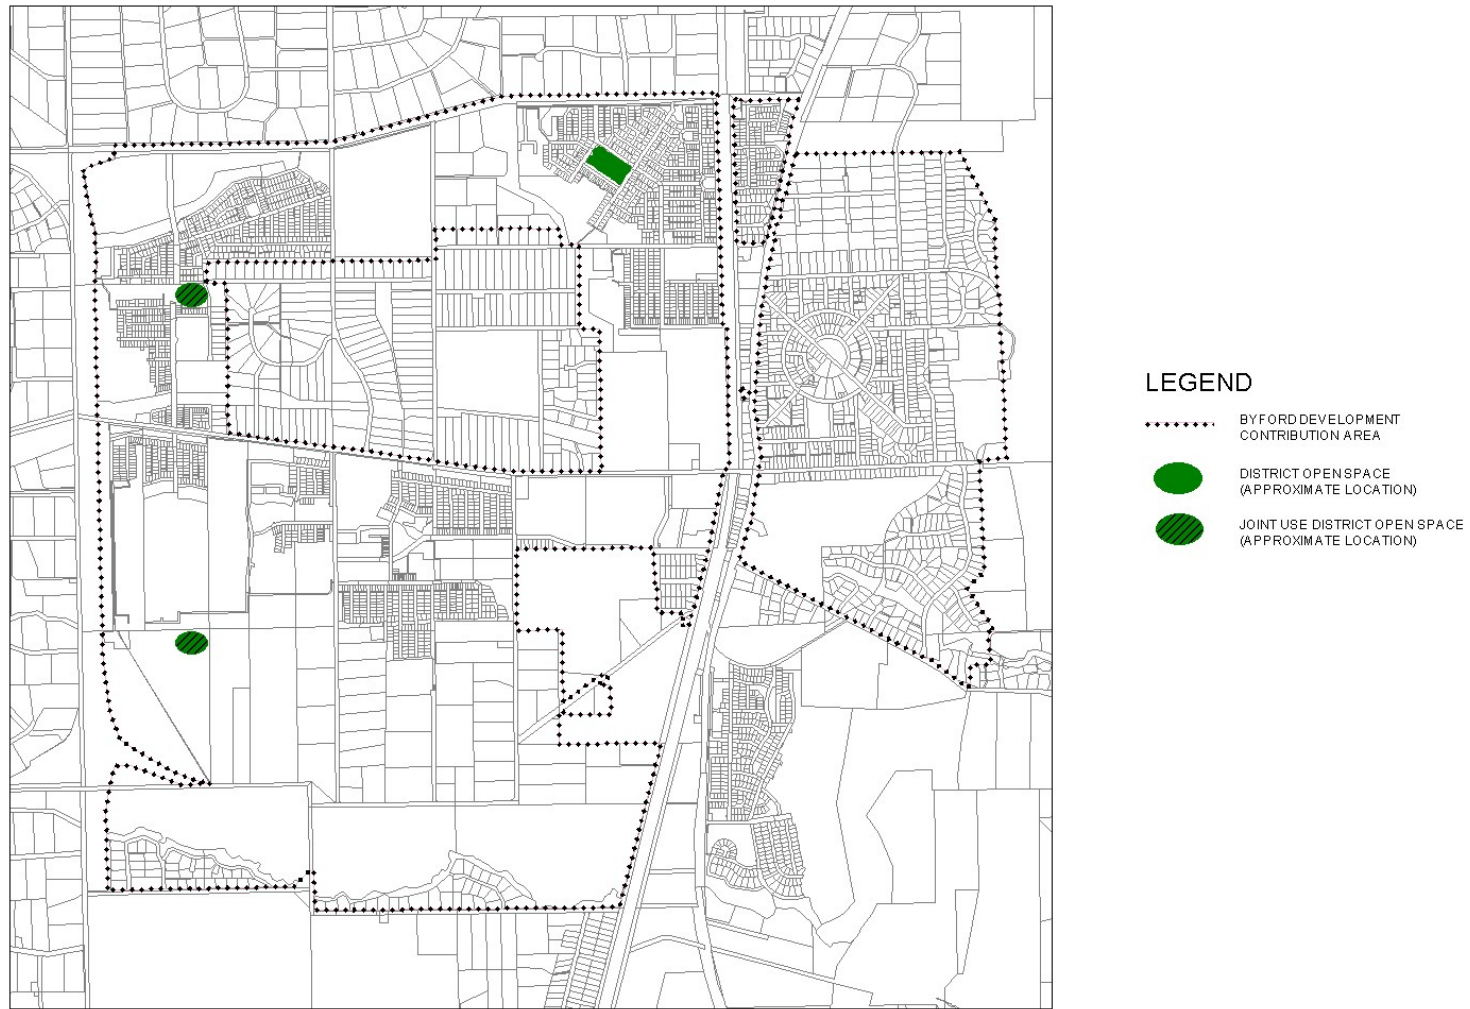 LEGEND
BYFORD DEVELOPMENT
CONTRIBUTION AREA
DISTRICT OPEN SPACE
(APPROXIMATE LOCATION)
JOINT USE DISTRICT OPEN SPACE
(APPROXIMATE LOCATION)